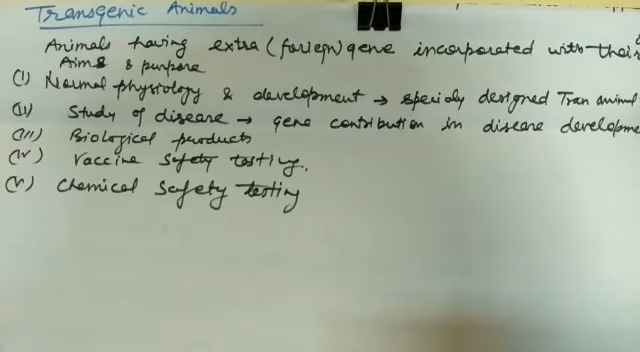 Transgenic Animals
Animals having extra (foriegn) gene incorporated with their
Aims & purpose
(I) Normal physiology & development → specialy designed Tran animal
(II) Study of disease → gene contribution in disease developme
(III) Biological products
(IV) Vaccine Safety testing.
(V) Chemical Safety testing